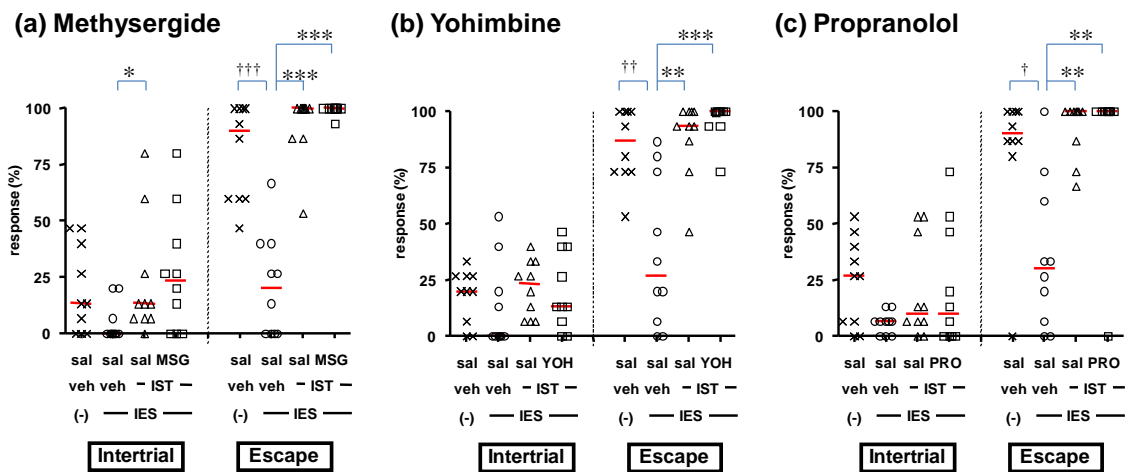 (a) Methysergide
***
†††
***
*
response (%)
100
75
50
25
0
sal sal sal MSG
veh veh IST
(-) IES
Intertrial
sal sal sal MSG
veh veh IST
(-) IES
Escape
(b) Yohimbine
***
††
**
response (%)
100
75
50
25
0
sal sal sal YOH
veh veh IST
(-) IES
Intertrial
sal sal sal YOH
veh veh IST
(-) IES
Escape
(c) Propranolol
**
†
**
response (%)
100
75
50
25
0
sal sal sal PRO
veh veh IST
(-) IES
Intertrial
sal sal sal PRO
veh veh IST
(-) IES
Escape